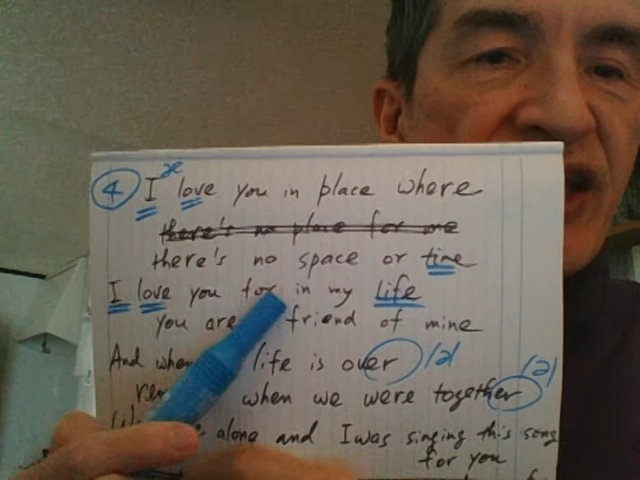 ④ I love you in place where
there's no place for me
there's no space or time
I love you for in my life
you are friend of mine
And when life is over /a/
when we were together /a/
alone and I was singing this song
for you